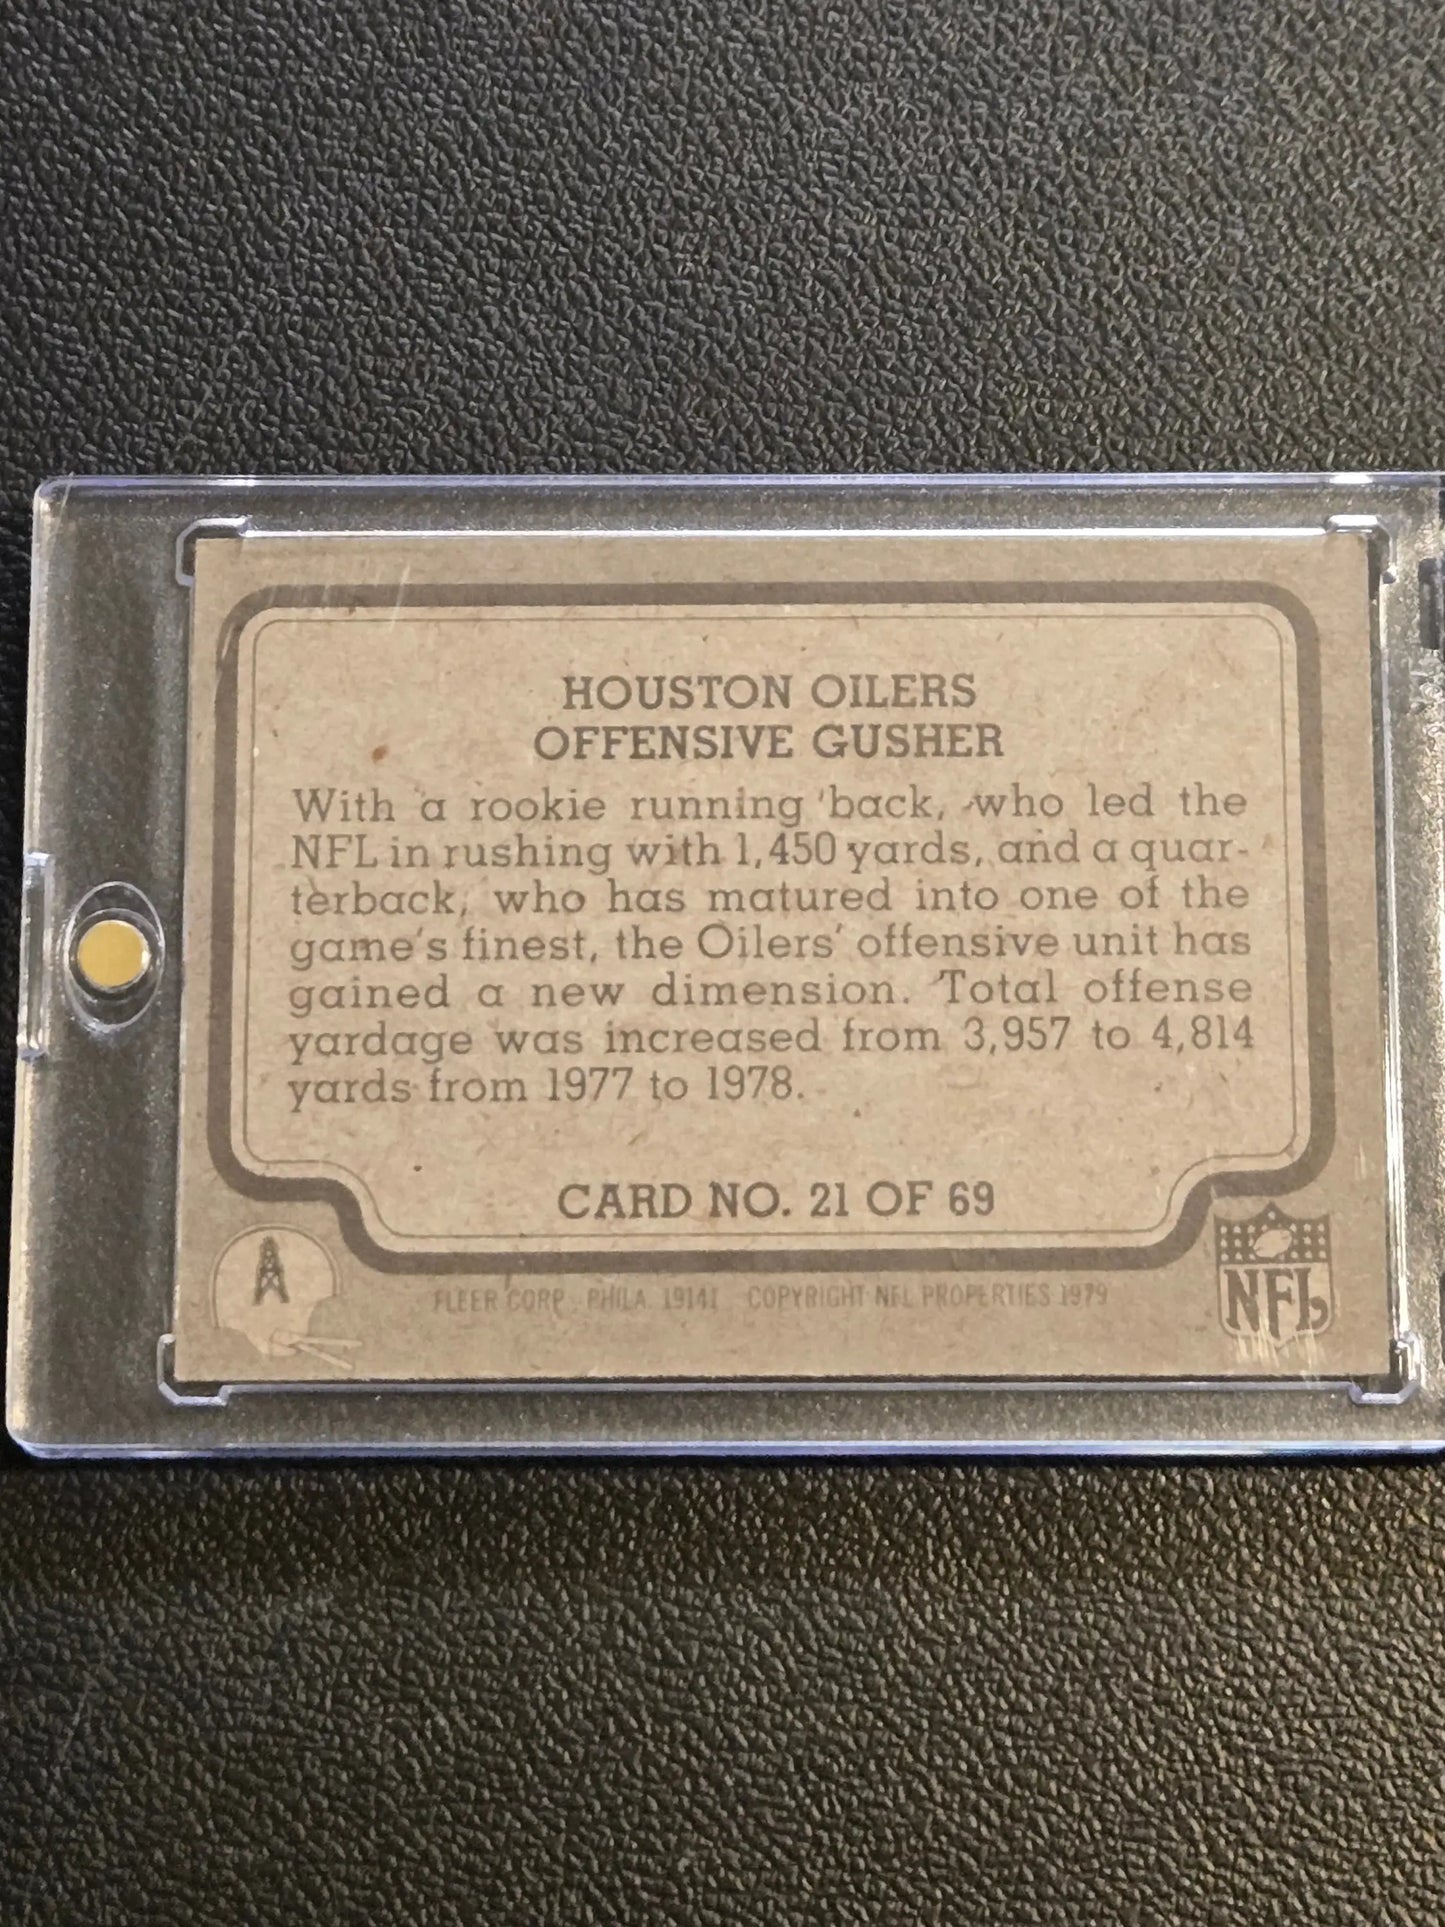 HOUSTON OILERS
OFFENSIVE GUSHER
With a rookie running back, who led the
NFL in rushing with 1,450 yards, and a quar-
terback, who has matured into one of the
game's finest, the Oilers' offensive unit has
gained a new dimension. Total offense
yardage was increased from 3,957 to 4,814
yards from 1977 to 1978.
CARD NO. 21 OF 69
FLEER CORP. PHILA. 19141 COPYRIGHT NFL PROPERTIES 1979
NFL